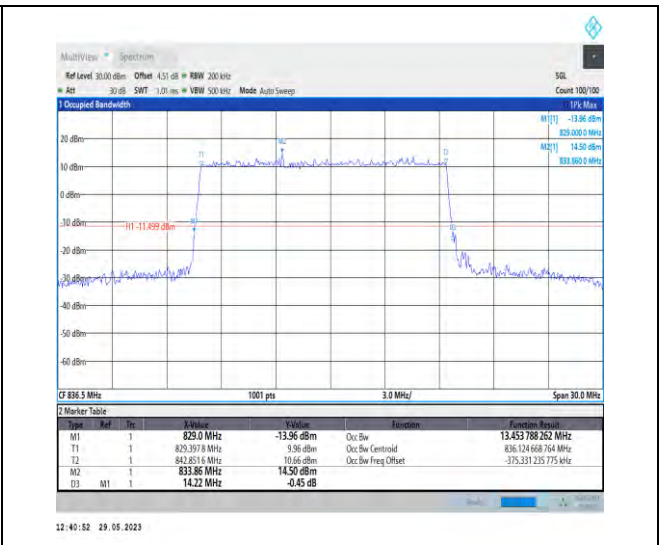 MultiView Spectrum
Ref Level 30.00 dBm Offset 4.51 dB RBW 200 kHz SGL
Att 30 dB SWT 1.01 ms VBW 500 kHz Mode Auto Sweep Count 100/100
1 Occupied Bandwidth 1Pk Max
M1[1] -13.96 dBm
829.000 0 MHz
M2[1] 14.50 dBm
833.860 0 MHz
20 dBm
M2
T1
10 dBm
0 dBm
-10 dBm
H1 -11.499 dBm
-20 dBm
-30 dBm
-40 dBm
-50 dBm
-60 dBm
CF 836.5 MHz 1001 pts 3.0 MHz/ Span 30.0 MHz
2 Marker Table
Type Ref Trc X-Value Y-Value Function Function Result
M1 1 829.0 MHz -13.96 dBm Occ Bw 13.453 788 262 MHz
T1 1 829.397 8 MHz 9.96 dBm Occ Bw Centroid 836.124 668 764 MHz
T2 1 842.851 6 MHz 10.66 dBm Occ Bw Freq Offset -375.331 235 775 kHz
M2 1 833.86 MHz 14.50 dBm
D3 M1 1 14.22 MHz -0.45 dB
12:40:52 29.05.2023